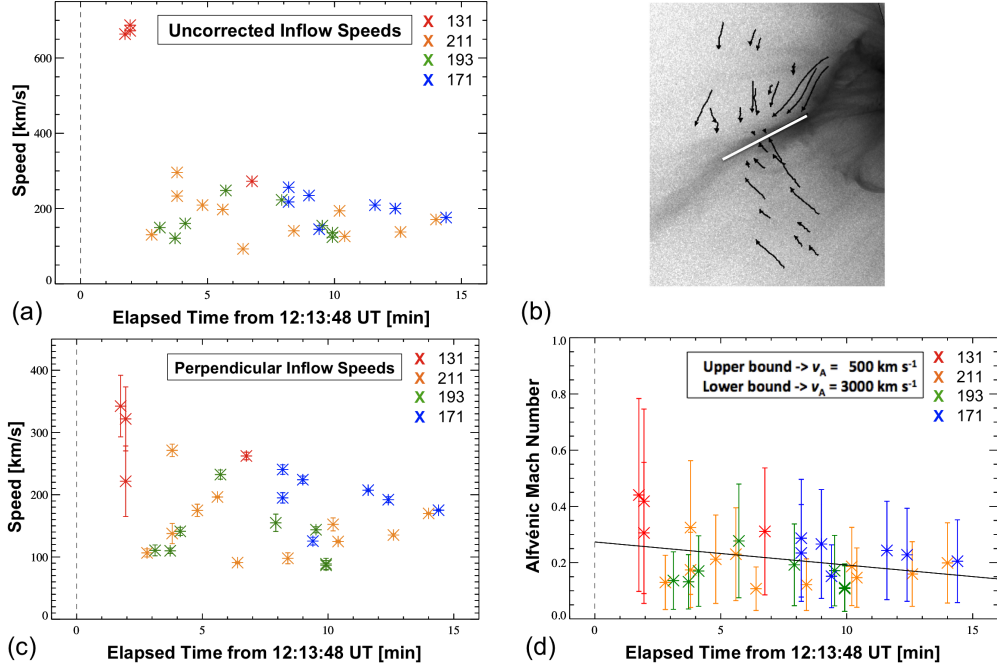 Uncorrected Inflow Speeds
X 131
X 211
X 193
X 171
Speed [km/s]
600
400
200
0
0 5 10 15
Elapsed Time from 12:13:48 UT [min]
(a)
(b)
Perpendicular Inflow Speeds
X 131
X 211
X 193
X 171
Speed [km/s]
400
300
200
100
0
0 5 10 15
Elapsed Time from 12:13:48 UT [min]
(c)
Upper bound -> vA = 500 km s-1
Lower bound -> vA = 3000 km s-1
X 131
X 211
X 193
X 171
Alfvénic Mach Number
1.0
0.8
0.6
0.4
0.2
0.0
0 5 10 15
Elapsed Time from 12:13:48 UT [min]
(d)